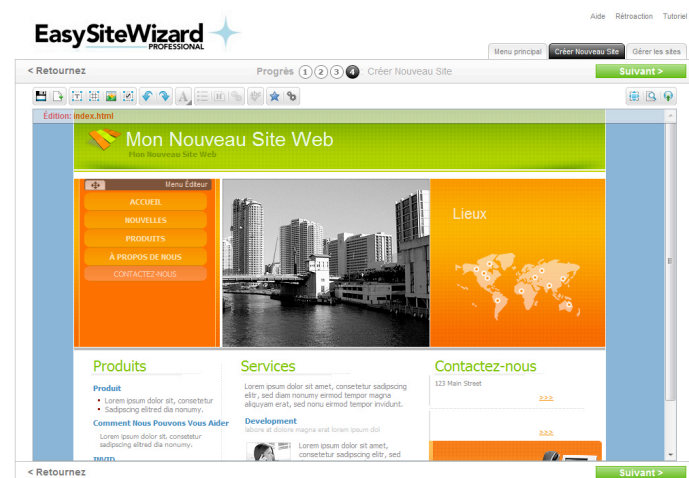 Aide Rétroaction Tutoriel
EasySiteWizard
PROFESSIONAL
Menu principal Créer Nouveau Site Gérer les sites
< Retournez
Progrès 1 2 3 4 Créer Nouveau Site
Suivant >
Édition: index.html
Mon Nouveau Site Web
Mon Nouveau Site Web
Menu Éditeur
ACCUEIL
NOUVELLES
PRODUITS
À PROPOS DE NOUS
CONTACTEZ-NOUS
Lieux
Produits
Produit
Lorem ipsum dolor sit, consetetur
Sadipscing elitred dia nonumy.
Comment Nous Pouvons Vous Aider
Lorem ipsum dolor sit, consetetur
sadipscing elitred dia nonumy.
INVID
Services
Lorem ipsum dolor sit amet, consetetur sadipscing
elitr, sed diam nonumy eirmod tempor magna
aliquyam erat, sed nonu eirmod tempor invidunt.
Development
labore at dolore magna erat lorem ipsum dcl
Lorem ipsum dolor sit amet,
consetetur sadipscing elitr, sed
Contactez-nous
123 Main Street
>>>
>>>
< Retournez
Suivant >